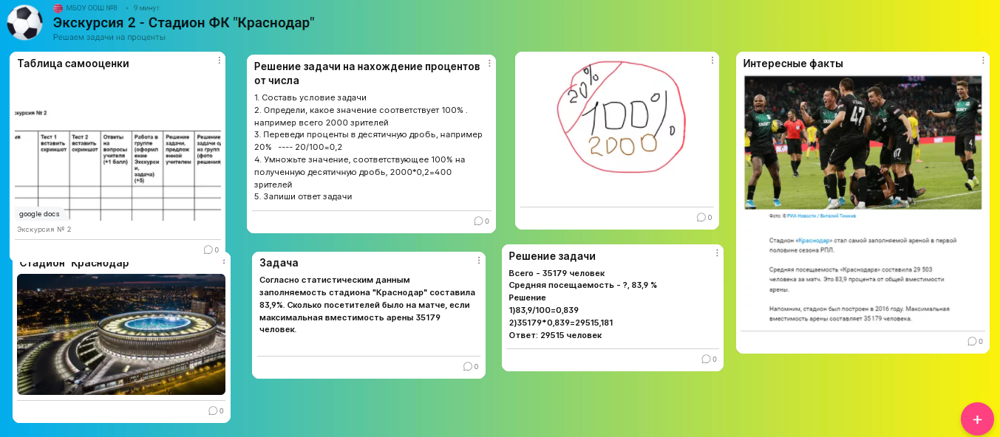 МБОУ ООШ №8 • 9 минут
Экскурсия 2 - Стадион ФК "Краснодар"
Решаем задачи на проценты
Таблица самооценки
скурсия № 2
Тест 1 вставить скриншот
Тест 2 вставить скриншот
Ответы на вопросы учителя (+1 балл)
Работа в группе (оформл ение Экскурси и, задача) (+5)
Решение задачи, предлож енной учителем
Решение задачи из групп (фото решения
google docs
Экскурсия № 2
0
Стадион "Краснодар"
0
Решение задачи на нахождение процентов
от числа
1. Составь условие задачи
2. Определи, какое значение соответствует 100% .
например всего 2000 зрителей
3. Переведи проценты в десятичную дробь, например
20% ---- 20/100=0,2
4. Умножьте значение, соответствующее 100% на
полученную десятичную дробь, 2000*0,2=400
зрителей
5. Запиши ответ задачи
0
Задача
Согласно статистическим данным
заполняемость стадиона "Краснодар" составила
83,9%. Сколько посетителей было на матче, если
максимальная вместимость арены 35179
человек.
0
20%
100%
2000
0
Решение задачи
Всего - 35179 человек
Средняя посещаемость - ?, 83,9 %
Решение
1)83,9/100=0,839
2)35179*0,839=29515,181
Ответ: 29515 человек
0
Интересные факты
47
Фото: © РИА Новости / Виталий Тимкив
Стадион «Краснодар» стал самой заполняемой ареной в первой
половине сезона РПЛ.
Средняя посещаемость «Краснодара» составила 29 503
человека за матч. Это 83,9 процента от общей вместимости
арены.
Напомним, стадион был построен в 2016 году. Максимальная
вместимость арены составляет 35 179 человека.
0
+